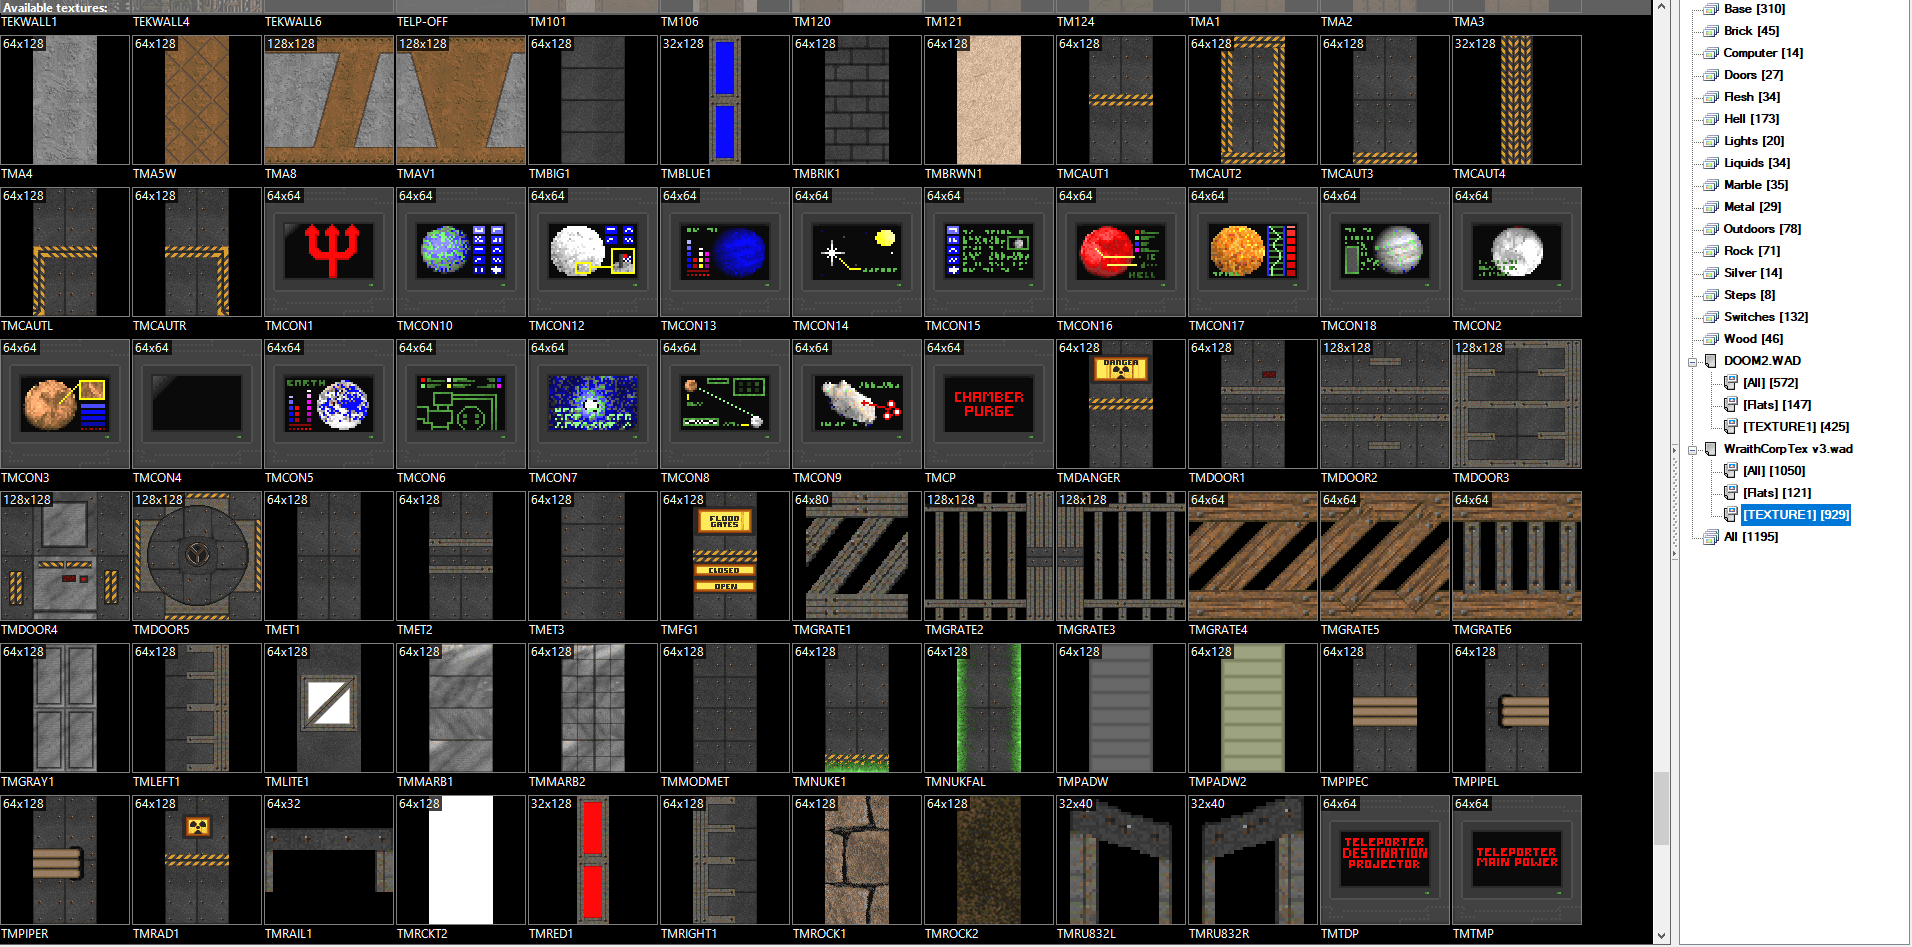 Available textures:
TEKWALL1 TEKWALL4 TEKWALL6 TELP-OFF TM101 TM106 TM120 TM121 TM124 TMA1 TMA2 TMA3
64x128 64x128 128x128 128x128 64x128 32x128 64x128 64x128 64x128 64x128 64x128 32x128
TMA4 TMA5W TMA8 TMAV1 TMBIG1 TMBLUE1 TMBRIK1 TMBRWN1 TMCAUT1 TMCAUT2 TMCAUT3 TMCAUT4
64x128 64x128 64x64 64x64 64x64 64x64 64x64 64x64 64x64 64x64 64x64 64x64
HELL
TMCAUTL TMCAUTR TMCON1 TMCON10 TMCON12 TMCON13 TMCON14 TMCON15 TMCON16 TMCON17 TMCON18 TMCON2
64x64 64x64 64x64 64x64 64x64 64x64 64x64 64x64 64x128 64x128 128x128 128x128
EARTH
CHAMBER
PURGE
DANGER
TMCON3 TMCON4 TMCON5 TMCON6 TMCON7 TMCON8 TMCON9 TMCP TMDANGER TMDOOR1 TMDOOR2 TMDOOR3
128x128 128x128 64x128 64x128 64x128 64x128 64x80 128x128 128x128 64x64 64x64 64x64
FLOOD
GATES
CLOSED
OPEN
TMDOOR4 TMDOOR5 TMET1 TMET2 TMET3 TMFG1 TMGRATE1 TMGRATE2 TMGRATE3 TMGRATE4 TMGRATE5 TMGRATE6
64x128 64x128 64x128 64x128 64x128 64x128 64x128 64x128 64x128 64x128 64x128 64x128
TMGRAY1 TMLEFT1 TMLITE1 TMMARB1 TMMARB2 TMMODMET TMNUKE1 TMNUKFAL TMPADW TMPADW2 TMPIPEC TMPIPEL
64x128 64x128 64x32 64x128 32x128 64x128 64x128 64x128 32x40 32x40 64x64 64x64
TELEPORTER
DESTINATION
PROJECTOR
TELEPORTER
MAIN POWER
TMPIPER TMRAD1 TMRAIL1 TMRCKT2 TMRED1 TMRIGHT1 TMROCK1 TMROCK2 TMRU832L TMRU832R TMTDP TMTMP
Base [310]
Brick [45]
Computer [14]
Doors [27]
Flesh [34]
Hell [173]
Lights [20]
Liquids [34]
Marble [35]
Metal [29]
Outdoors [78]
Rock [71]
Silver [14]
Steps [8]
Switches [132]
Wood [46]
DOOM2.WAD
[All] [572]
[Flats] [147]
[TEXTURE1] [425]
WraithCorpTex v3.wad
[All] [1050]
[Flats] [121]
[TEXTURE1] [929]
All [1195]